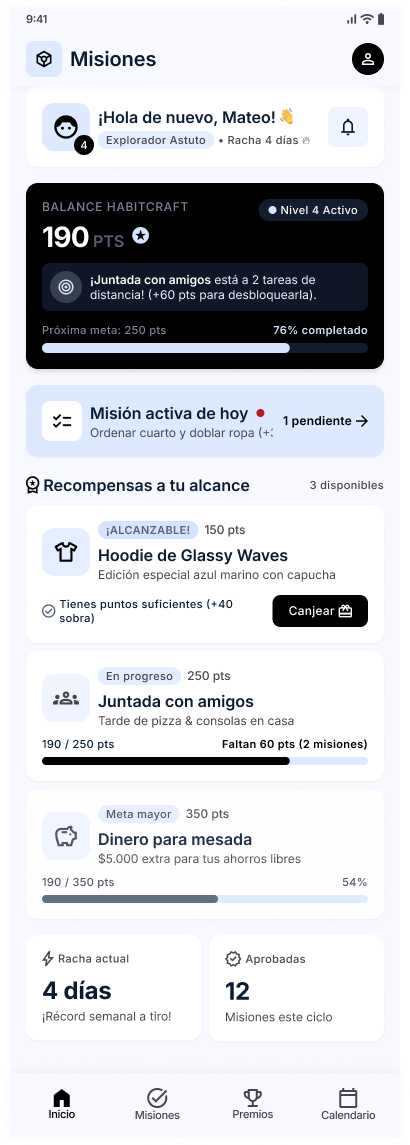 9:41
Misiones
¡Hola de nuevo, Mateo! 👋
4
Explorador Astuto • Racha 4 días 🔥
BALANCE HABITCRAFT
Nivel 4 Activo
190 PTS
¡Juntada con amigos está a 2 tareas de
distancia! (+60 pts para desbloquearla).
Próxima meta: 250 pts
76% completado
Misión activa de hoy
Ordenar cuarto y doblar ropa (+
1 pendiente →
Recompensas a tu alcance
3 disponibles
¡ALCANZABLE! 150 pts
Hoodie de Glassy Waves
Edición especial azul marino con capucha
Tienes puntos suficientes (+40
sobra)
Canjear
En progreso 250 pts
Juntada con amigos
Tarde de pizza & consolas en casa
190 / 250 pts
Faltan 60 pts (2 misiones)
Meta mayor 350 pts
Dinero para mesada
$5.000 extra para tus ahorros libres
190 / 350 pts
54%
Racha actual
4 días
¡Récord semanal a tiro!
Aprobadas
12
Misiones este ciclo
Inicio
Misiones
Premios
Calendario